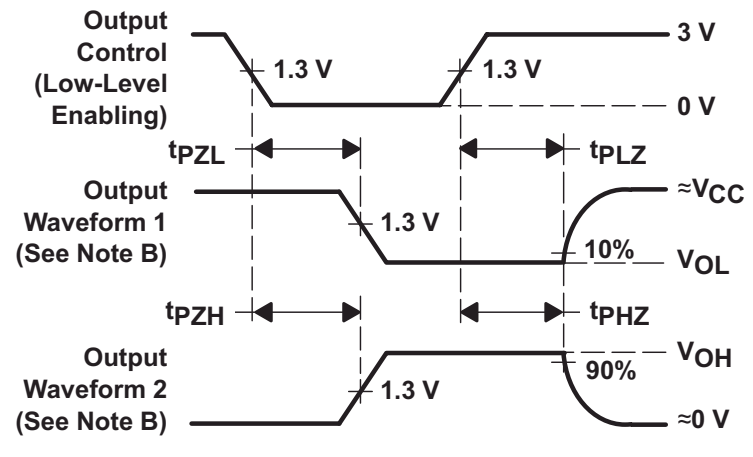 Output
Control
(Low-Level
Enabling)
3 V
1.3 V
1.3 V
0 V
tPZL
tPLZ
Output
Waveform 1
(See Note B)
≈VCC
1.3 V
10%
VOL
tPZH
tPHZ
Output
Waveform 2
(See Note B)
VOH
90%
1.3 V
≈0 V